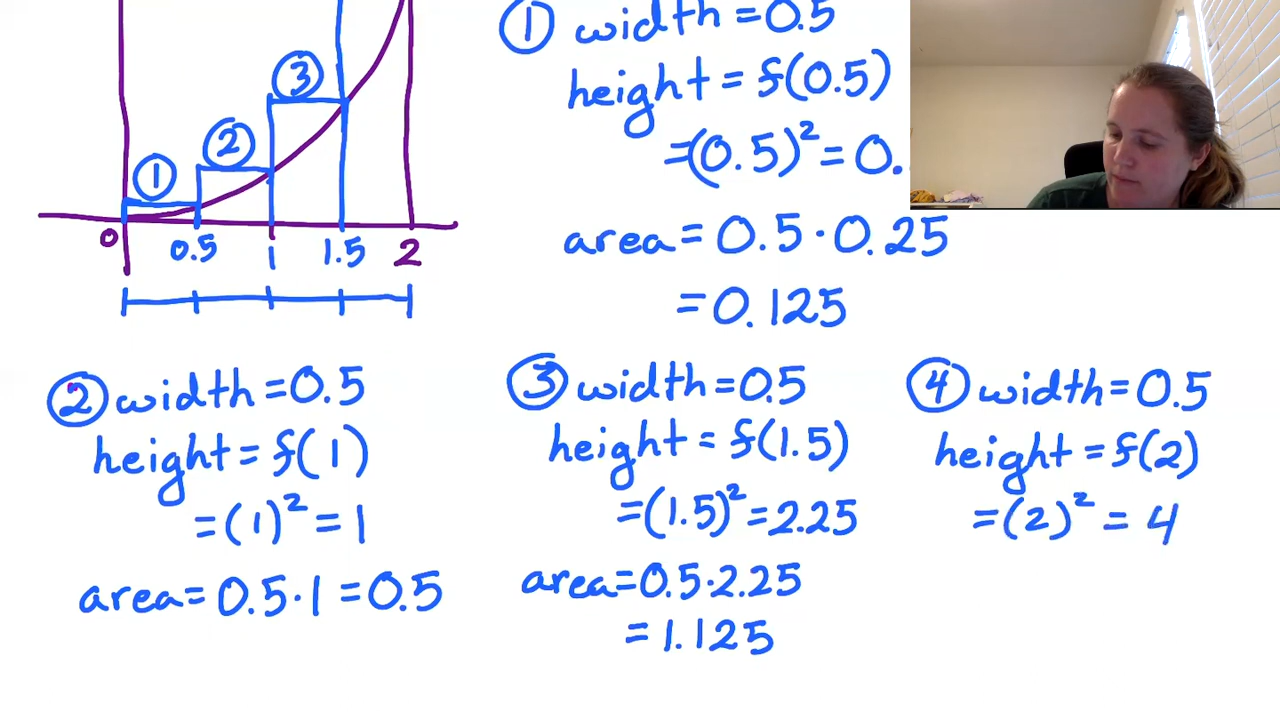 ① width = 0.5
height = f(0.5)
=(0.5)² = 0.
area = 0.5 · 0.25
= 0.125
③
②
①
0 0.5 1 1.5 2
② width = 0.5
height = f(1)
= (1)² = 1
area = 0.5 · 1 = 0.5
③ width = 0.5
height = f(1.5)
= (1.5)² = 2.25
area = 0.5 · 2.25
= 1.125
④ width = 0.5
height = f(2)
= (2)² = 4